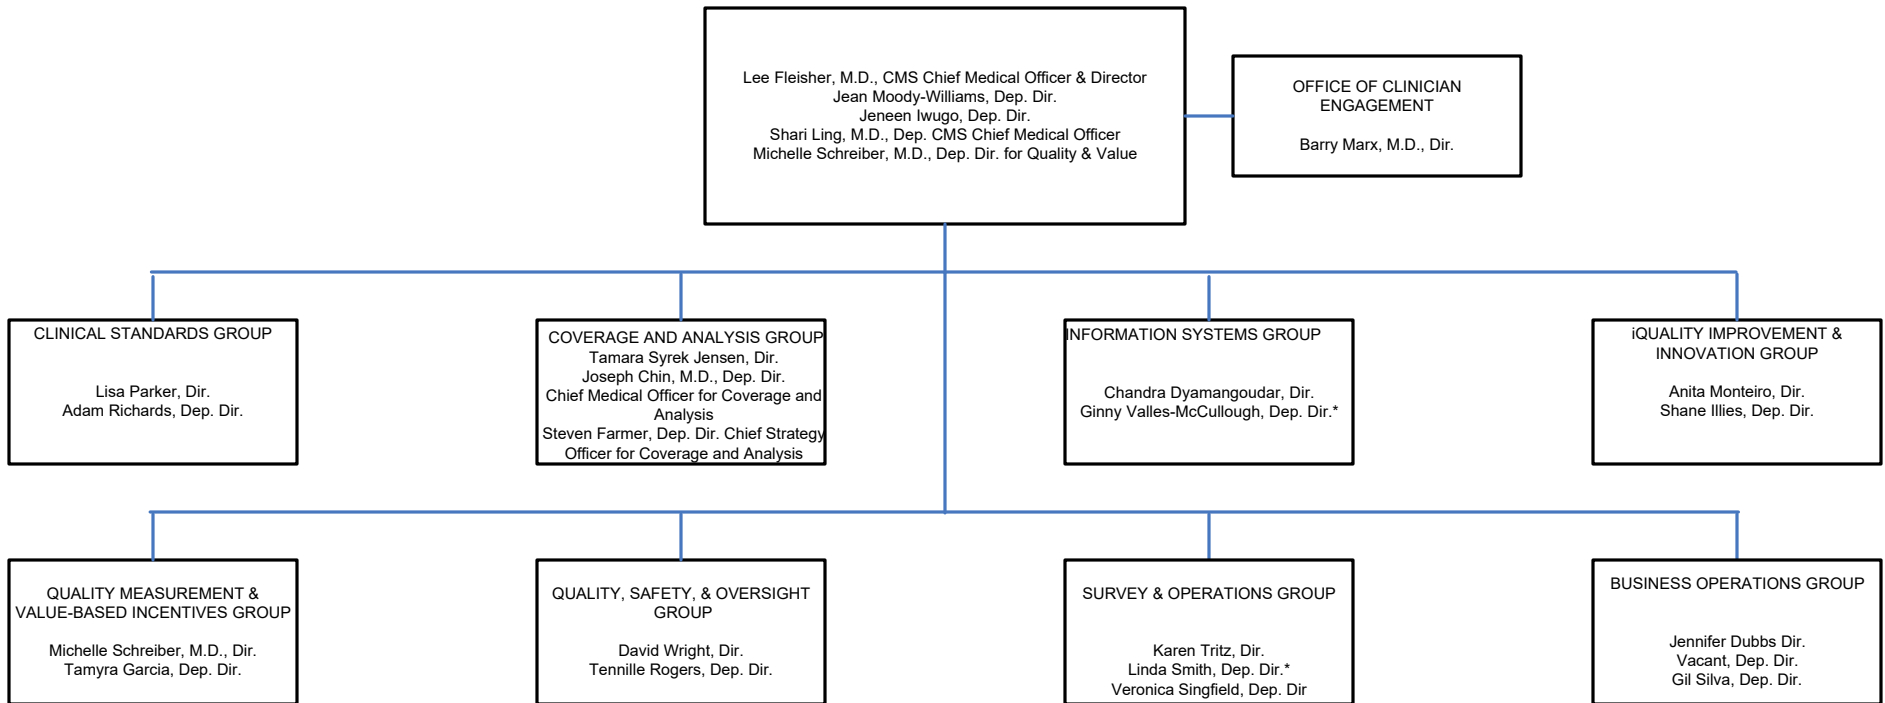 Lee Fleisher, M.D., CMS Chief Medical Officer & Director
Jean Moody-Williams, Dep. Dir.
Jeneen Iwugo, Dep. Dir.
Shari Ling, M.D., Dep. CMS Chief Medical Officer
Michelle Schreiber, M.D., Dep. Dir. for Quality & Value
OFFICE OF CLINICIAN
ENGAGEMENT
Barry Marx, M.D., Dir.
CLINICAL STANDARDS GROUP
Lisa Parker, Dir.
Adam Richards, Dep. Dir.
COVERAGE AND ANALYSIS GROUP
Tamara Syrek Jensen, Dir.
Joseph Chin, M.D., Dep. Dir.
Chief Medical Officer for Coverage and
Analysis
Steven Farmer, Dep. Dir. Chief Strategy
Officer for Coverage and Analysis
INFORMATION SYSTEMS GROUP
Chandra Dyamangoudar, Dir.
Ginny Valles-McCullough, Dep. Dir.*
iQUALITY IMPROVEMENT &
INNOVATION GROUP
Anita Monteiro, Dir.
Shane Illies, Dep. Dir.
QUALITY MEASUREMENT &
VALUE-BASED INCENTIVES GROUP
Michelle Schreiber, M.D., Dir.
Tamyra Garcia, Dep. Dir.
QUALITY, SAFETY, & OVERSIGHT
GROUP
David Wright, Dir.
Tennille Rogers, Dep. Dir.
SURVEY & OPERATIONS GROUP
Karen Tritz, Dir.
Linda Smith, Dep. Dir.*
Veronica Singfield, Dep. Dir
BUSINESS OPERATIONS GROUP
Jennifer Dubbs Dir.
Vacant, Dep. Dir.
Gil Silva, Dep. Dir.